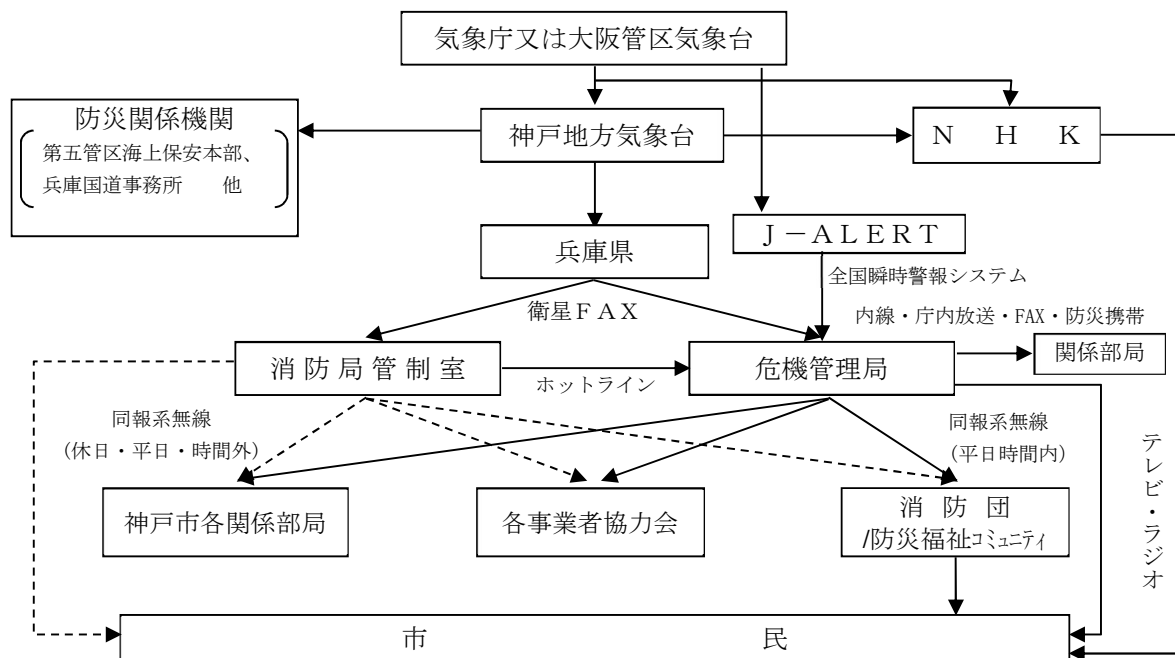 気象庁又は大阪管区気象台
防災関係機関
第五管区海上保安本部、
兵庫国道事務所 他
神戸地方気象台
N H K
J－ALERT
兵庫県
全国瞬時警報システム
衛星FAX
内線・庁内放送・FAX・防災携帯
消防局管制室
ホットライン
危機管理局
関係部局
同報系無線
(休日・平日・時間外)
同報系無線
(平日時間内)
テレビ・ラジオ
神戸市各関係部局
各事業者協力会
消防団
/防災福祉コミュニティ
市 民